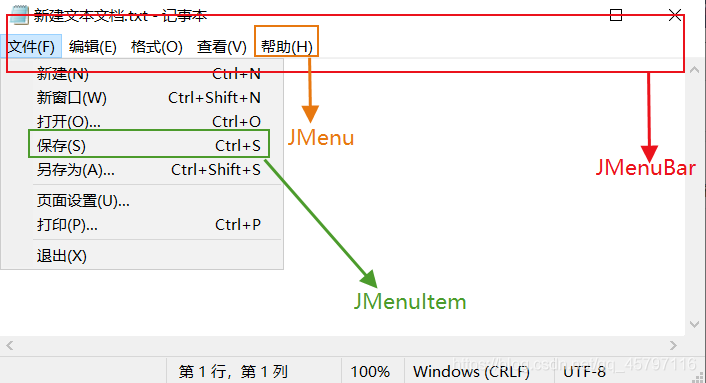 新建文本文档.txt - 记事本
文件(F) 编辑(E) 格式(O) 查看(V) 帮助(H)
新建(N) Ctrl+N
新窗口(W) Ctrl+Shift+N
打开(O)... Ctrl+O
JMenu
保存(S) Ctrl+S
另存为(A)... Ctrl+Shift+S
JMenuBar
页面设置(U)...
打印(P)... Ctrl+P
退出(X)
JMenuItem
https://blog.csdn.net/qq_45797116
第 1 行，第 1 列 100% Windows (CRLF) UTF-8